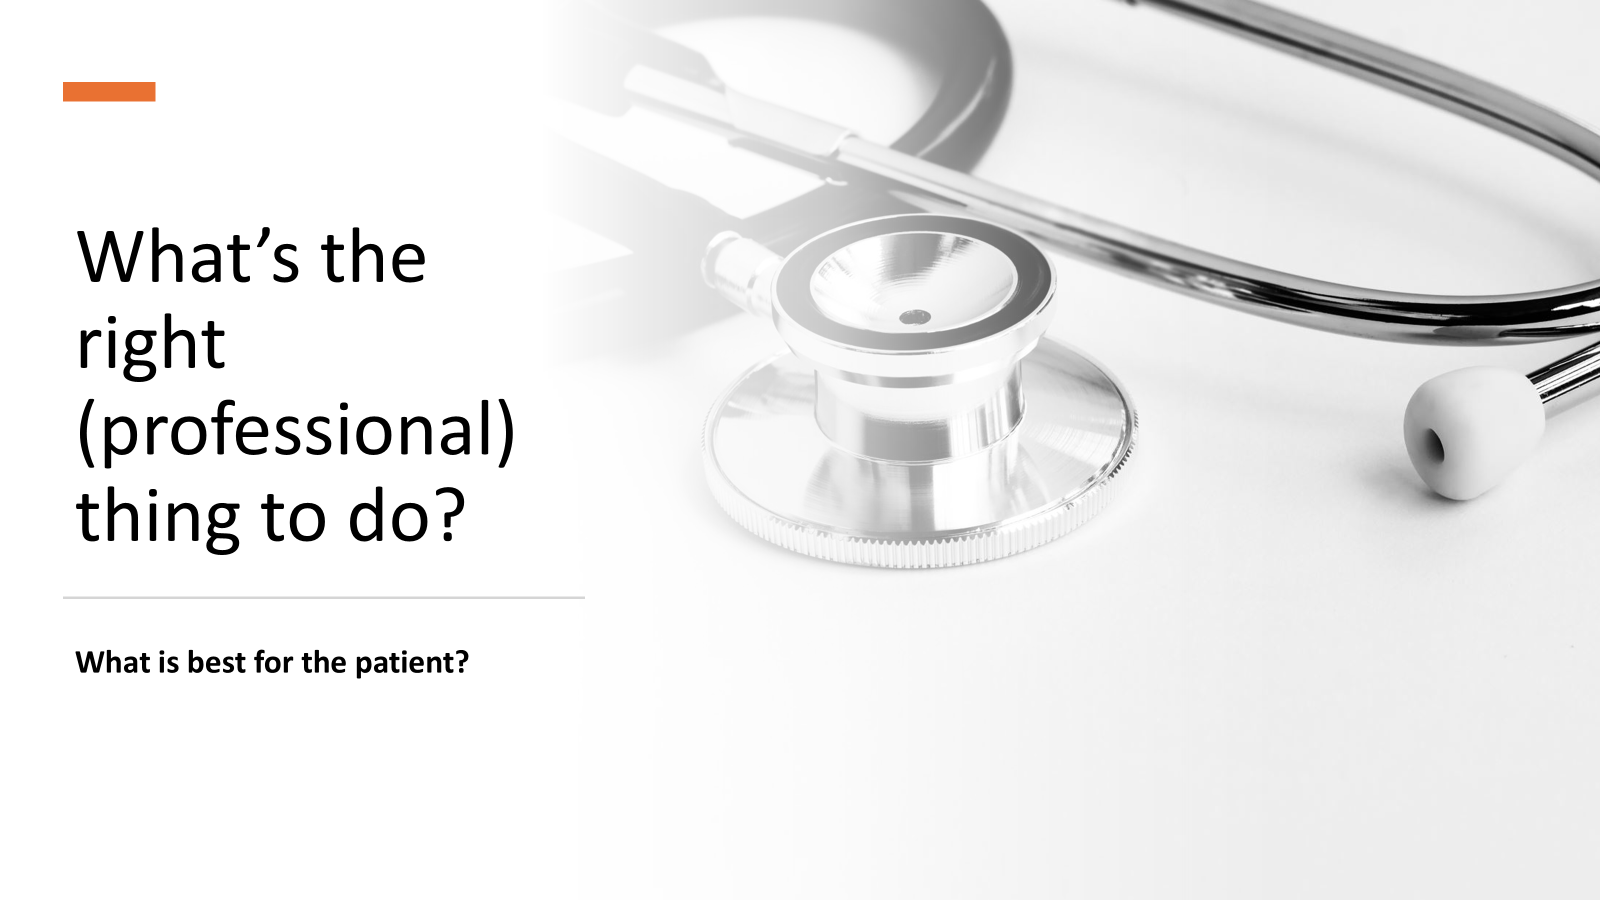 What’s the
right
(professional)
thing to do?
What is best for the patient?